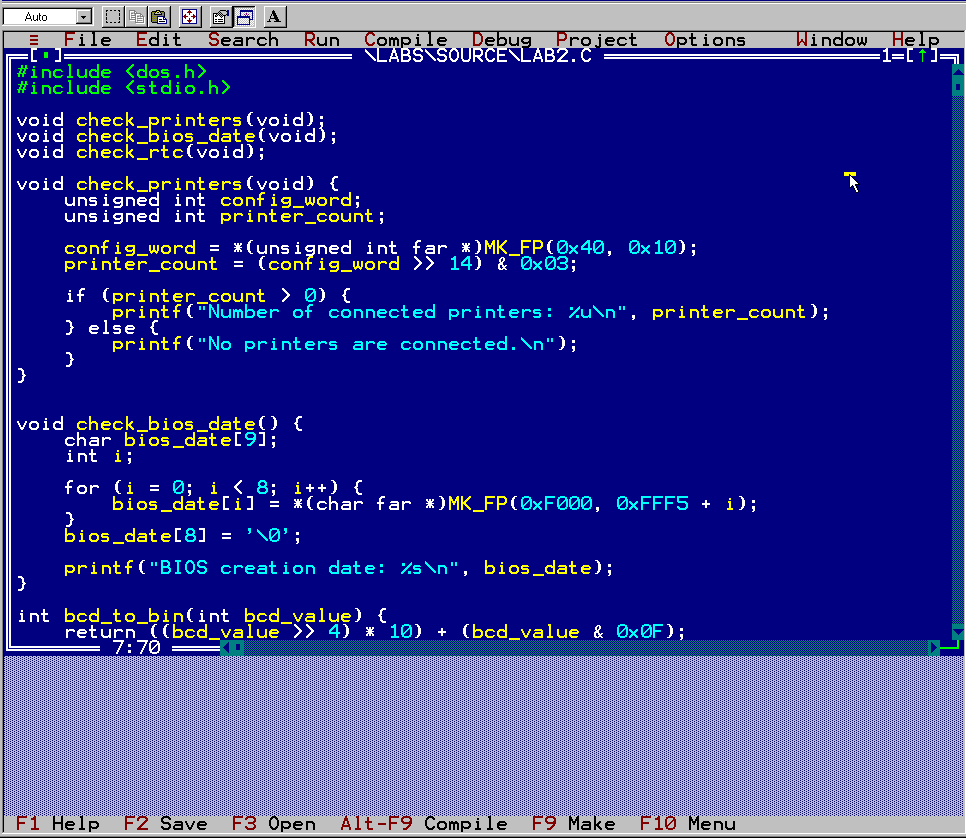 Auto
A
≡ File Edit Search Run Compile Debug Project Options Window Help
[▪] \LABS\SOURCE\LAB2.C 1=[↑]
#include <dos.h>
#include <stdio.h>
void check_printers(void);
void check_bios_date(void);
void check_rtc(void);
void check_printers(void) {
    unsigned int config_word;
    unsigned int printer_count;
    config_word = *(unsigned int far *)MK_FP(0x40, 0x10);
    printer_count = (config_word >> 14) & 0x03;
    if (printer_count > 0) {
        printf("Number of connected printers: %u\n", printer_count);
    } else {
        printf("No printers are connected.\n");
    }
}
void check_bios_date() {
    char bios_date[9];
    int i;
    for (i = 0; i < 8; i++) {
        bios_date[i] = *(char far *)MK_FP(0xF000, 0xFFF5 + i);
    }
    bios_date[8] = '\0';
    printf("BIOS creation date: %s\n", bios_date);
}
int bcd_to_bin(int bcd_value) {
    return ((bcd_value >> 4) * 10) + (bcd_value & 0x0F);
7:70
F1 Help F2 Save F3 Open Alt-F9 Compile F9 Make F10 Menu